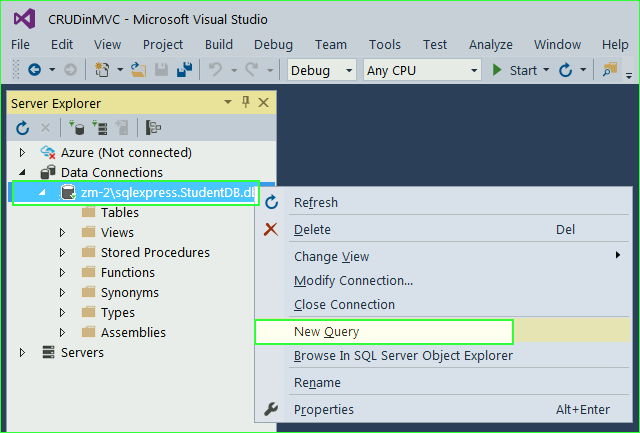 CRUDinMVC - Microsoft Visual Studio
File Edit View Project Build Debug Team Tools Test Analyze Window Help
Debug Any CPU Start
Server Explorer
Azure (Not connected)
Data Connections
zm-2\sqlexpress.StudentDB.d
Tables
Views
Stored Procedures
Functions
Synonyms
Types
Assemblies
Servers
Refresh
Delete Del
Change View
Modify Connection...
Close Connection
New Query
Browse In SQL Server Object Explorer
Rename
Properties Alt+Enter